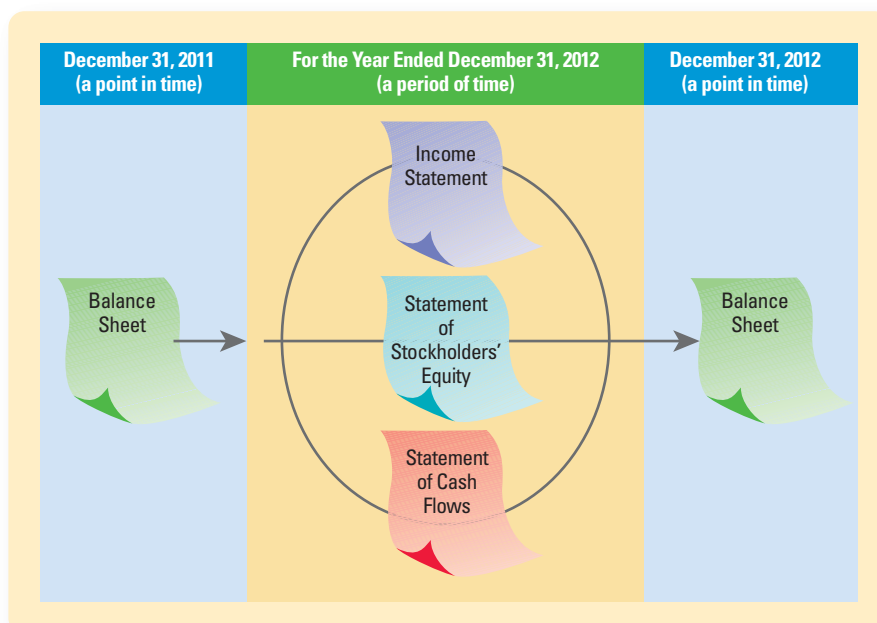 December 31, 2011
(a point in time)
For the Year Ended December 31, 2012
(a period of time)
December 31, 2012
(a point in time)
Income
Statement
Balance
Sheet
Statement
of
Stockholders'
Equity
Balance
Sheet
Statement
of Cash
Flows